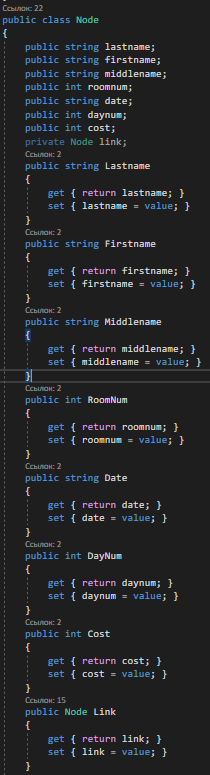 Ссылок: 22
public class Node
{
public string lastname;
public string firstname;
public string middlename;
public int roomnum;
public string date;
public int daynum;
public int cost;
private Node link;
Ссылок: 2
public string Lastname
{
get { return lastname; }
set { lastname = value; }
}
Ссылок: 2
public string Firstname
{
get { return firstname; }
set { firstname = value; }
}
Ссылок: 2
public string Middlename
{
get { return middlename; }
set { middlename = value; }
}
Ссылок: 2
public int RoomNum
{
get { return roomnum; }
set { roomnum = value; }
}
Ссылок: 2
public string Date
{
get { return date; }
set { date = value; }
}
Ссылок: 2
public int DayNum
{
get { return daynum; }
set { daynum = value; }
}
Ссылок: 2
public int Cost
{
get { return cost; }
set { cost = value; }
}
Ссылок: 15
public Node Link
{
get { return link; }
set { link = value; }
}